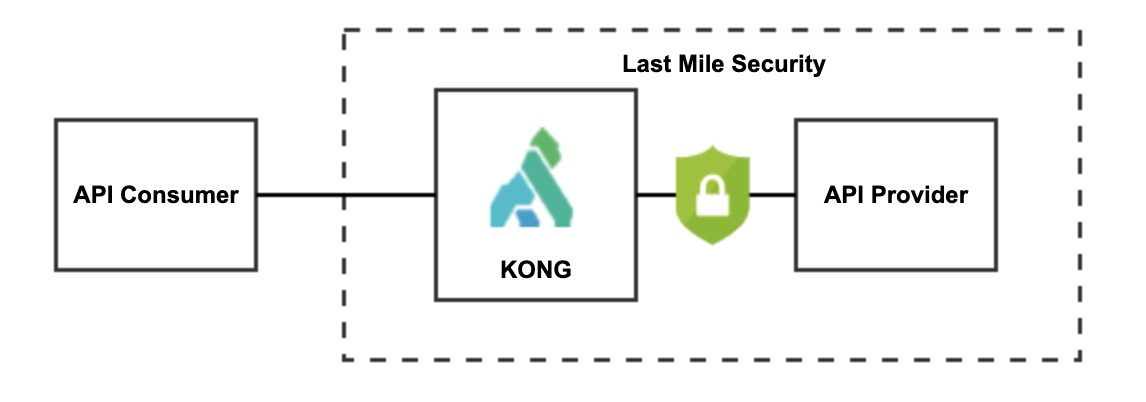 Last Mile Security
API Consumer
KONG
API Provider